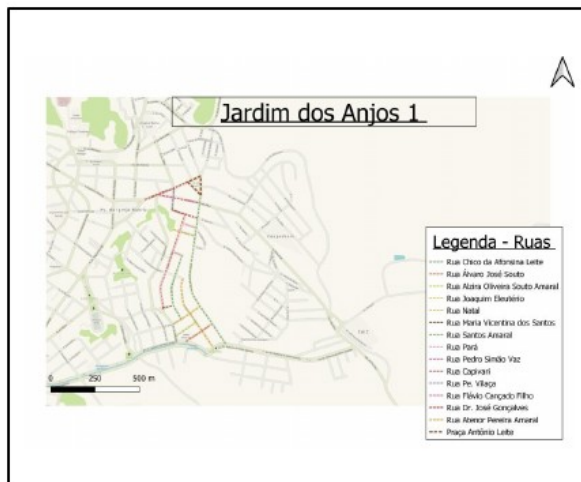 Jardim dos Anjos 1
Legenda - Ruas
Rua Chico da Afonsina Leite
Rua Álvaro José Souto
Rua Alzira Oliveira Souto Amaral
Rua Joaquim Eleutério
Rua Natal
Rua Maria Vicentina dos Santos
Rua Santos Amaral
Rua Pará
Rua Pedro Simão Vaz
Rua Capivari
Rua Pe. Vilaça
Rua Flávio Cançado Filho
Rua Dr. José Gonçalves
Rua Atenor Pereira Amaral
Praça Antônio Leite
0 250 500 m